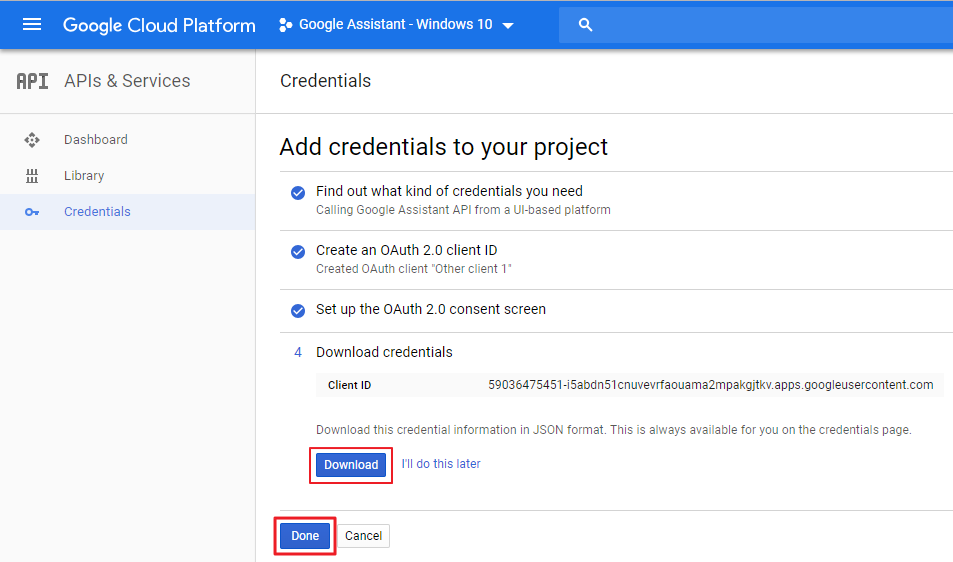 Google Cloud Platform
Google Assistant - Windows 10
API APIs & Services
Credentials
Dashboard
Library
Credentials
Add credentials to your project
Find out what kind of credentials you need
Calling Google Assistant API from a UI-based platform
Create an OAuth 2.0 client ID
Created OAuth client "Other client 1"
Set up the OAuth 2.0 consent screen
4 Download credentials
Client ID 59036475451-i5abdn51cnuvevrfaouama2mpakgjtkv.apps.googleusercontent.com
Download this credential information in JSON format. This is always available for you on the credentials page.
Download I'll do this later
Done Cancel